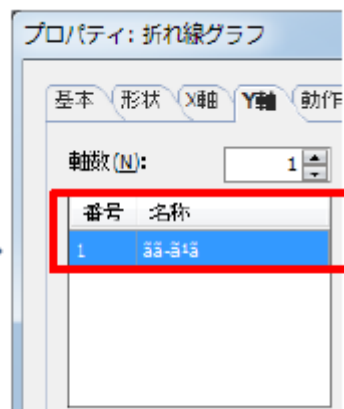 プロパティ: 折れ線グラフ
基本 形状 X軸 Y軸 動作
軸数(N): 1
番号 名称
1 ãã-ã¹ã